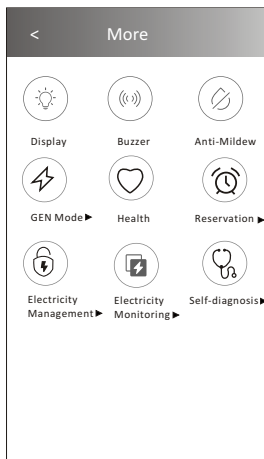 < More
Display Buzzer Anti-Mildew
GEN Mode► Health Reservation►
Electricity Electricity Self-diagnosis►
Management► Monitoring►